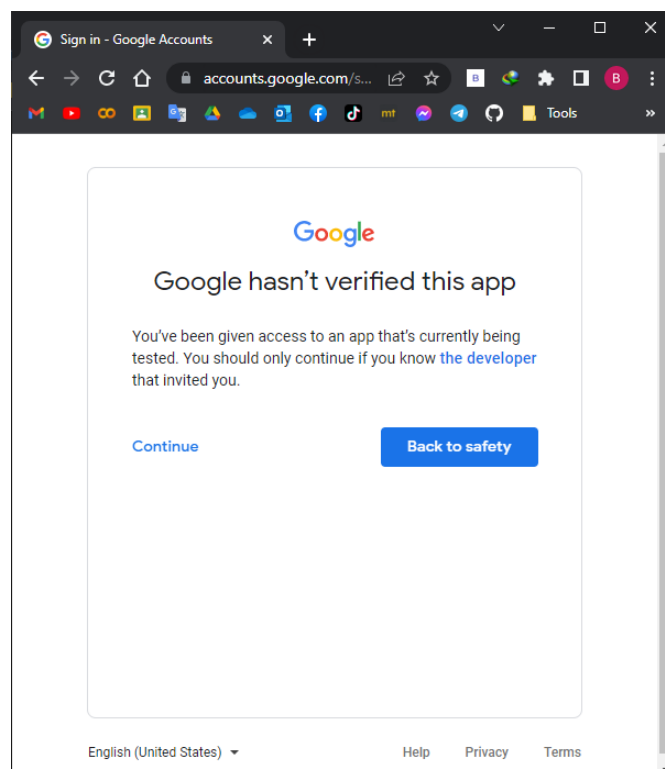 Sign in - Google Accounts
accounts.google.com/s...
B
B
mt
Tools
Google
Google hasn't verified this app
You've been given access to an app that's currently being
tested. You should only continue if you know the developer
that invited you.
Continue Back to safety
English (United States) Help Privacy Terms